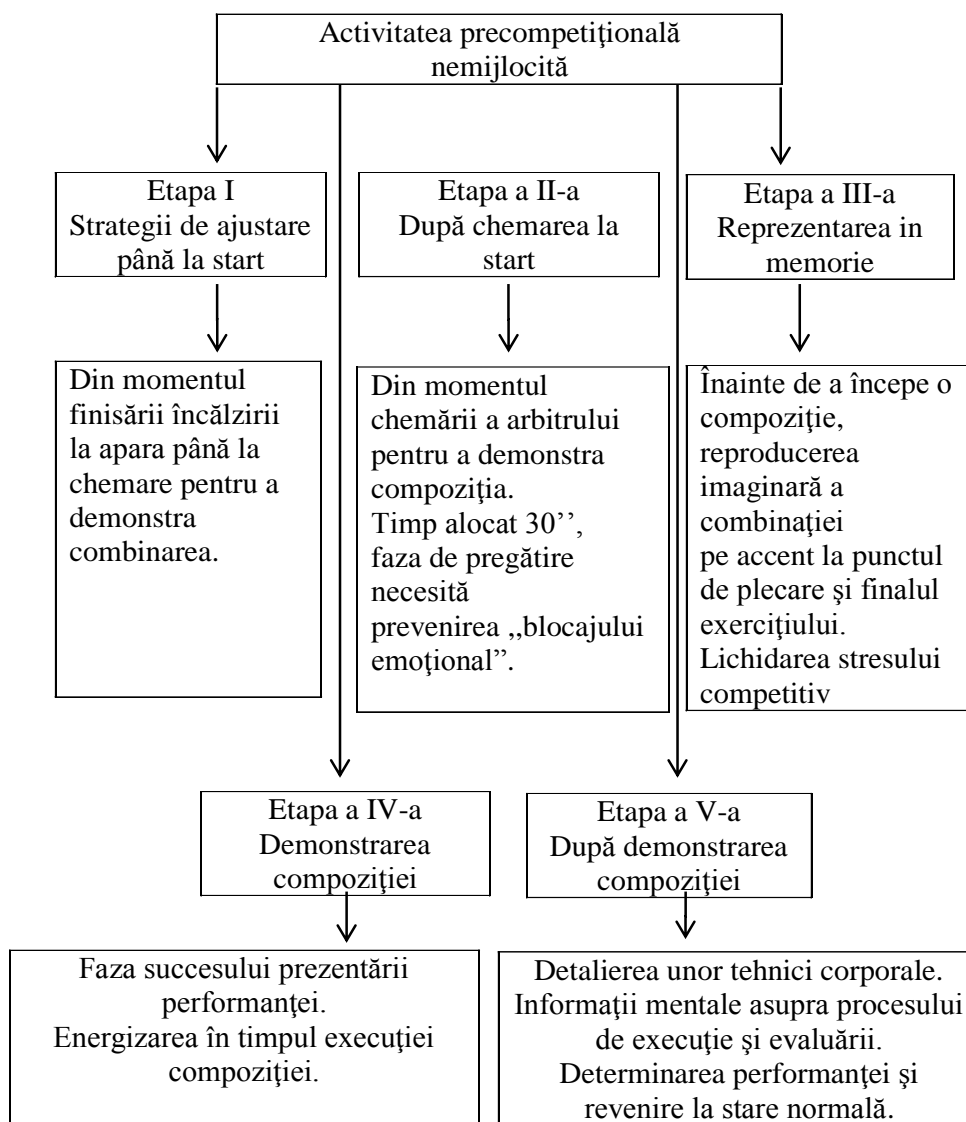 Activitatea precompetiţională
nemijlocită
Etapa I
Strategii de ajustare
până la start
Etapa a II-a
După chemarea la
start
Etapa a III-a
Reprezentarea in
memorie
Din momentul
finisării încălzirii
la apara până la
chemare pentru a
demonstra
combinarea.
Din momentul
chemării a arbitrului
pentru a demonstra
compoziţia.
Timp alocat 30’’,
faza de pregătire
necesită
prevenirea ,,blocajului
emoţional”.
Înainte de a începe o
compoziţie,
reproducerea
imaginară a
combinaţiei
pe accent la punctul
de plecare şi finalul
exerciţiului.
Lichidarea stresului
competitiv
Etapa a IV-a
Demonstrarea
compoziţiei
Etapa a V-a
După demonstrarea
compoziţiei
Faza succesului prezentării
performanţei.
Energizarea în timpul execuţiei
compoziţiei.
Detalierea unor tehnici corporale.
Informaţii mentale asupra procesului
de execuţie şi evaluării.
Determinarea performanţei şi
revenire la stare normală.